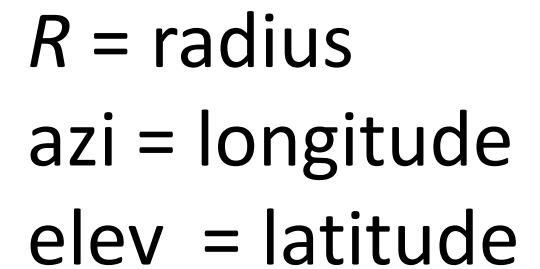 R = radius
azi = longitude
elev  = latitude